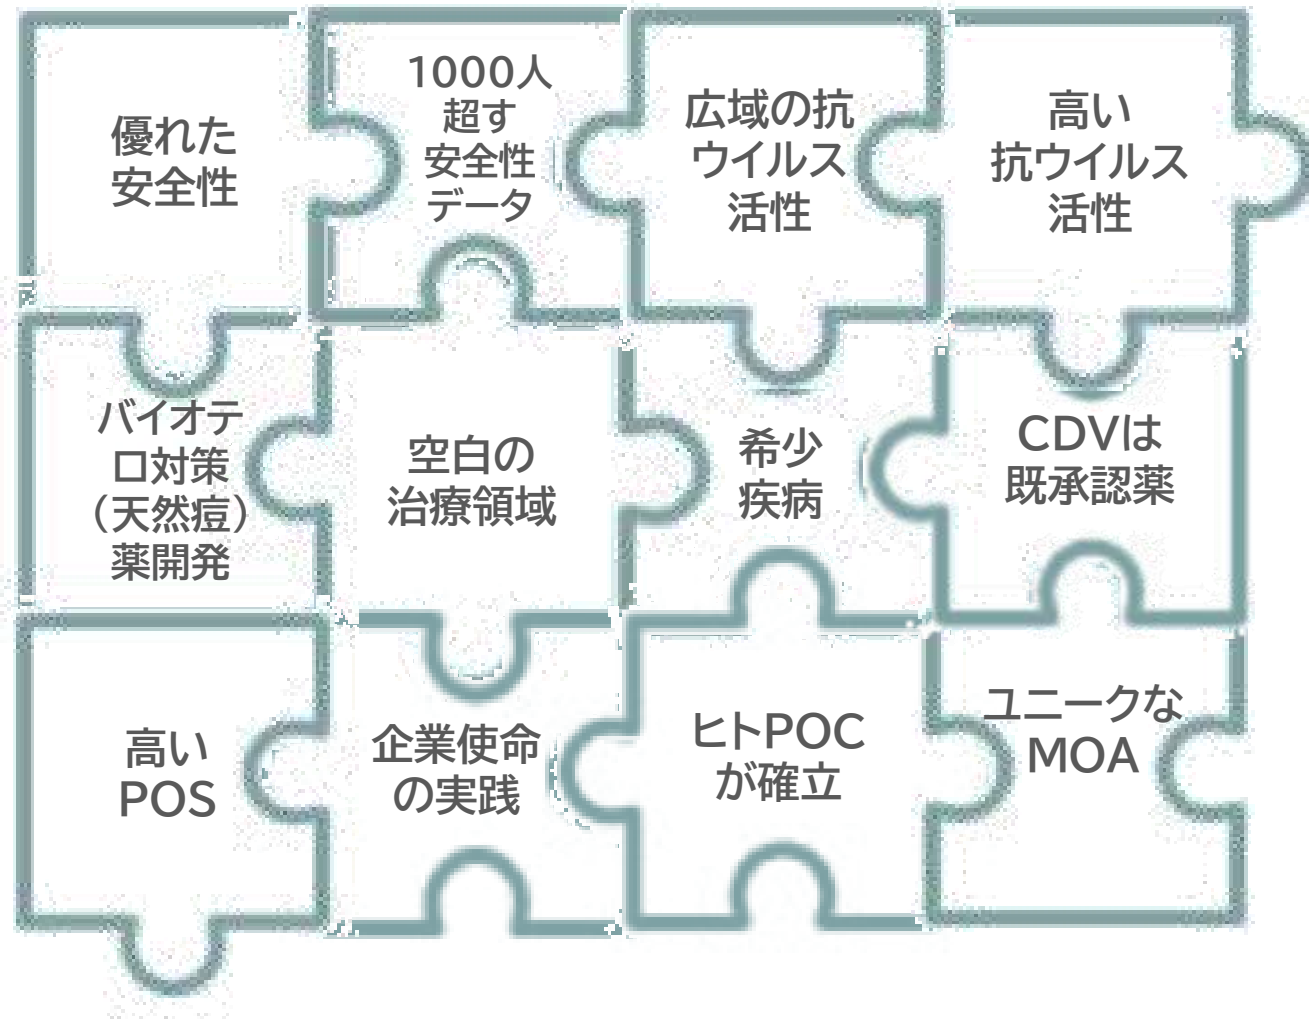 優れた
安全性
1000人
超す
安全性
データ
広域の抗
ウイルス
活性
高い
抗ウイルス
活性
バイオテ
ロ対策
（天然痘）
薬開発
空白の
治療領域
希少
疾病
CDVは
既承認薬
高い
POS
企業使命
の実践
ヒトPOC
が確立
ユニークな
MOA